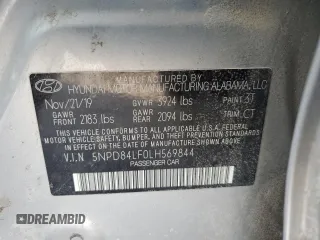 MANUFACTURED BY
HYUNDAI MOTOR MANUFACTURING ALABAMA, LLC
Nov/21/19 GVWR 3924 lbs PAINT
GAWR FRONT 2183 lbs GAWR REAR 2094 lbs TRIM CT
THIS VEHICLE CONFORMS TO ALL APPLICABLE FEDERAL
MOTOR VEHICLE SAFETY, BUMPER, AND THEFT PREVENTION
STANDARDS IN EFFECT ON THE DATE OF MANUFACTURE
SHOWN ABOVE.
V.I.N 5NPD84LF0LH569844
PASSENGER CAR